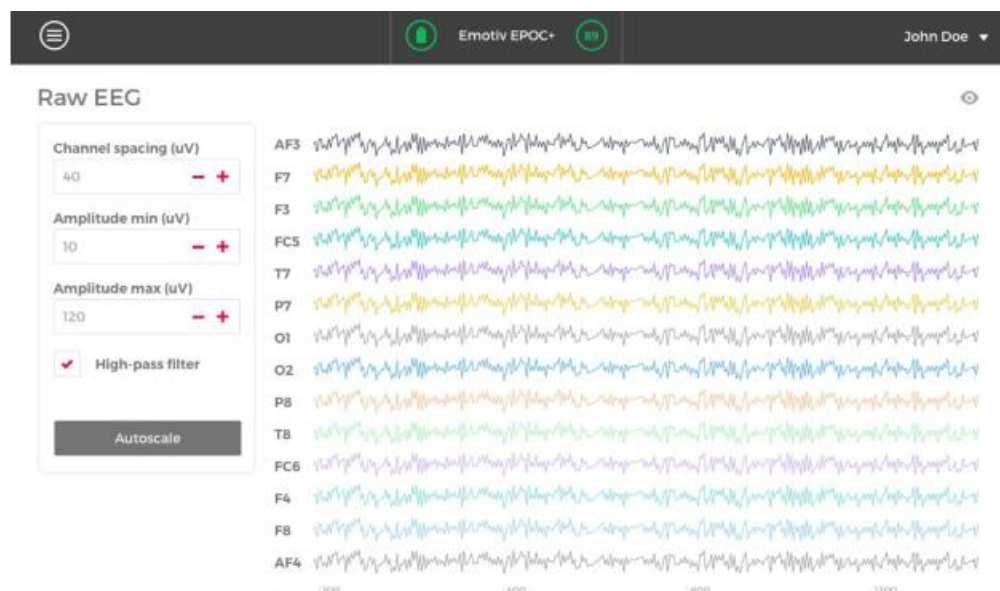 Emotiv EPOC+ 89 John Doe
Raw EEG
Channel spacing (uV)
40
Amplitude min (uV)
10
Amplitude max (uV)
120
High-pass filter
Autoscale
AF3
F7
F3
FC5
T7
P7
O1
O2
P8
T8
FC6
F4
F8
AF4